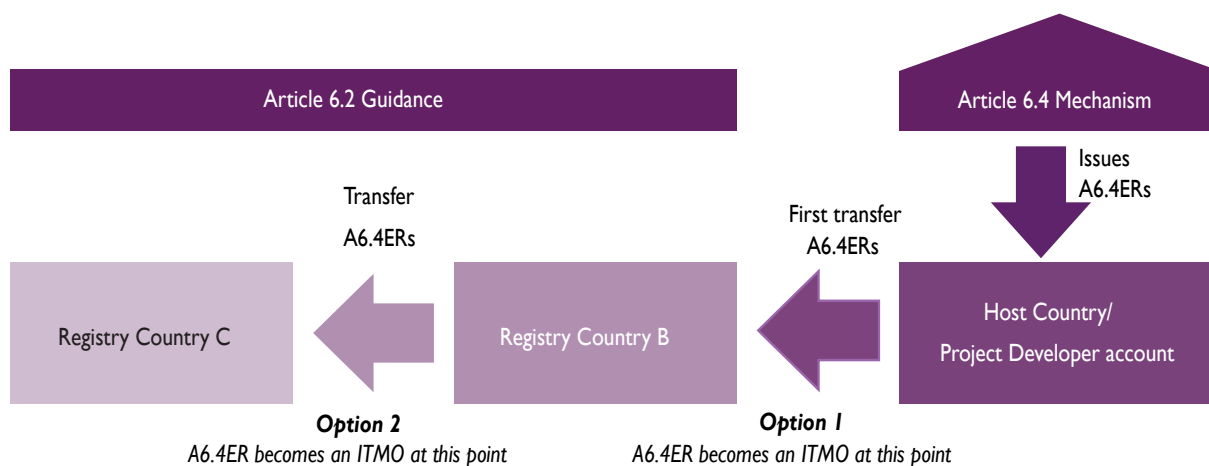 Article 6.2 Guidance
Article 6.4 Mechanism
Issues
A6.4ERs
Transfer
A6.4ERs
First transfer
A6.4ERs
Registry Country C
Registry Country B
Host Country/
Project Developer account
Option 2
A6.4ER becomes an ITMO at this point
Option 1
A6.4ER becomes an ITMO at this point